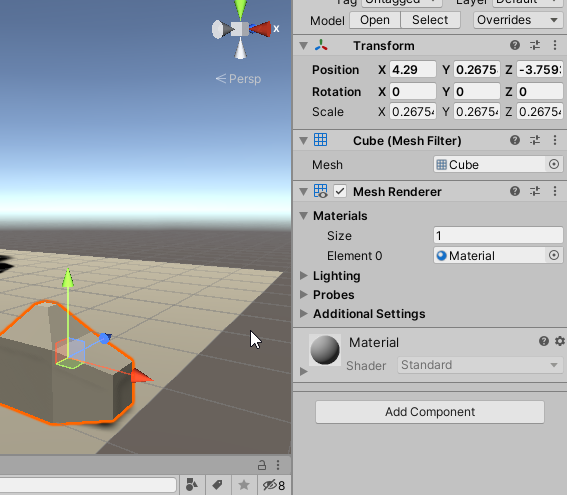 Tag Untagged Layer Default
Model Open Select Overrides
x
Persp
Transform
Position X 4.29 Y 0.2675 Z -3.759
Rotation X 0 Y 0 Z 0
Scale X 0.2675 Y 0.2675 Z 0.2675
Cube (Mesh Filter)
Mesh Cube
Mesh Renderer
Materials
Size 1
Element 0 Material
Lighting
Probes
Additional Settings
Material
Shader Standard
Add Component
8